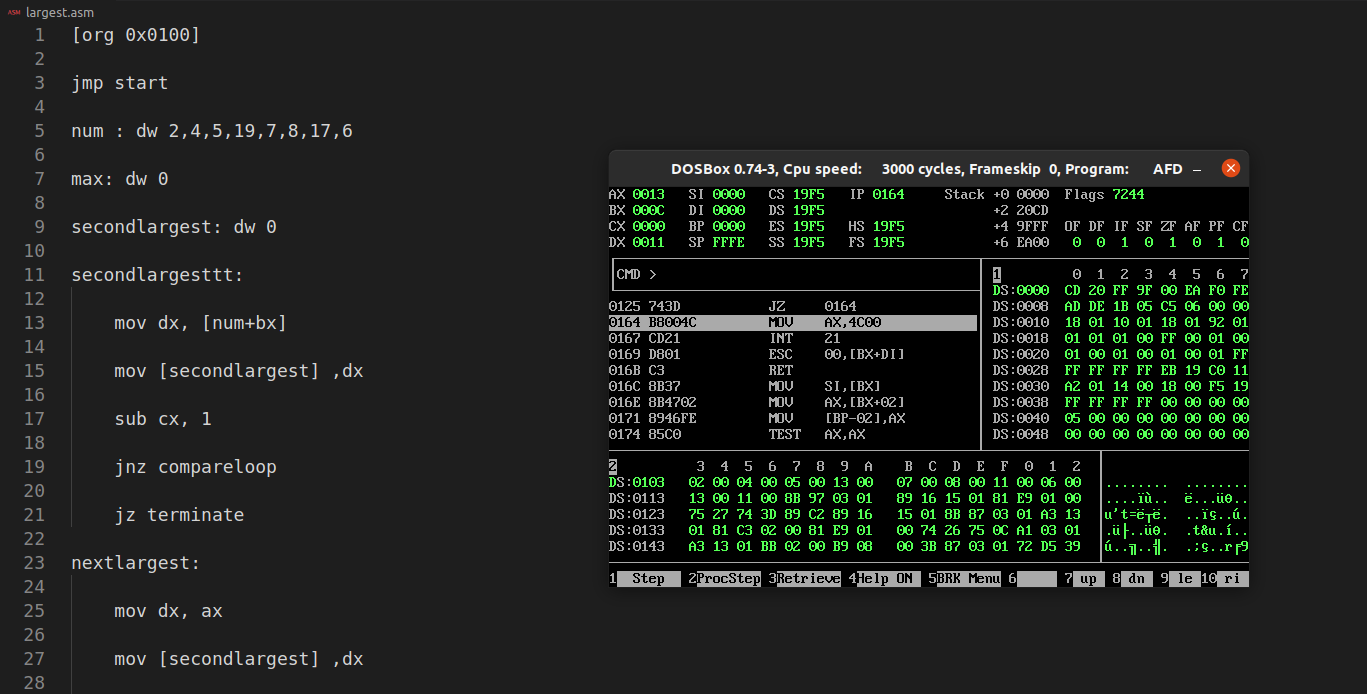 ASM largest.asm
1 [org 0x0100]
2
3 jmp start
4
5 num : dw 2,4,5,19,7,8,17,6
6
7 max: dw 0
8
9 secondlargest: dw 0
10
11 secondlargesttt:
12
13 mov dx, [num+bx]
14
15 mov [secondlargest] ,dx
16
17 sub cx, 1
18
19 jnz compareloop
20
21 jz terminate
22
23 nextlargest:
24
25 mov dx, ax
26
27 mov [secondlargest] ,dx
28
DOSBox 0.74-3, Cpu speed: 3000 cycles, Frameskip 0, Program: AFD
AX 0013 SI 0000 CS 19F5 IP 0164 Stack +0 0000 Flags 7244
BX 000C DI 0000 DS 19F5 +2 20CD
CX 0000 BP 0000 ES 19F5 HS 19F5 +4 9FFF OF DF IF SF ZF AF PF CF
DX 0011 SP FFFE SS 19F5 FS 19F5 +6 EA00 0 0 1 0 1 0 1 0
CMD >
0125 743D JZ 0164
0164 B8004C MOV AX,4C00
0167 CD21 INT 21
0169 D801 ESC 00,[BX+DI]
016B C3 RET
016C 8B37 MOV SI,[BX]
016E 8B4702 MOV AX,[BX+02]
0171 8946FE MOV [BP-02],AX
0174 85C0 TEST AX,AX
1 0 1 2 3 4 5 6 7
DS:0000 CD 20 FF 9F 00 EA F0 FE
DS:0008 AD DE 1B 05 C5 06 00 00
DS:0010 18 01 10 01 18 01 92 01
DS:0018 01 01 01 00 FF 00 01 00
DS:0020 01 00 01 00 01 00 01 FF
DS:0028 FF FF FF FF EB 19 C0 11
DS:0030 A2 01 14 00 18 00 F5 19
DS:0038 FF FF FF FF 00 00 00 00
DS:0040 05 00 00 00 00 00 00 00
DS:0048 00 00 00 00 00 00 00 00
2 3 4 5 6 7 8 9 A B C D E F 0 1 2
DS:0103 02 00 04 00 05 00 13 00 07 00 08 00 11 00 06 00 ........ ........
DS:0113 13 00 11 00 8B 97 03 01 89 16 15 01 81 E9 01 00 ....ïù.. ë...üΘ..
DS:0123 75 27 74 3D 89 C2 89 16 15 01 8B 87 03 01 A3 13 u't=ë┬ë. ..ïç..ú.
DS:0133 01 81 C3 02 00 81 E9 01 00 74 26 75 0C A1 03 01 .ü├..üΘ. .t&u.í..
DS:0143 A3 13 01 BB 02 00 B9 08 00 3B 87 03 01 72 D5 39 ú..╗..╣. .;ç..r╒9
1 Step 2ProcStep 3Retrieve 4Help ON 5BRK Menu 6 7 up 8 dn 9 le 10 ri